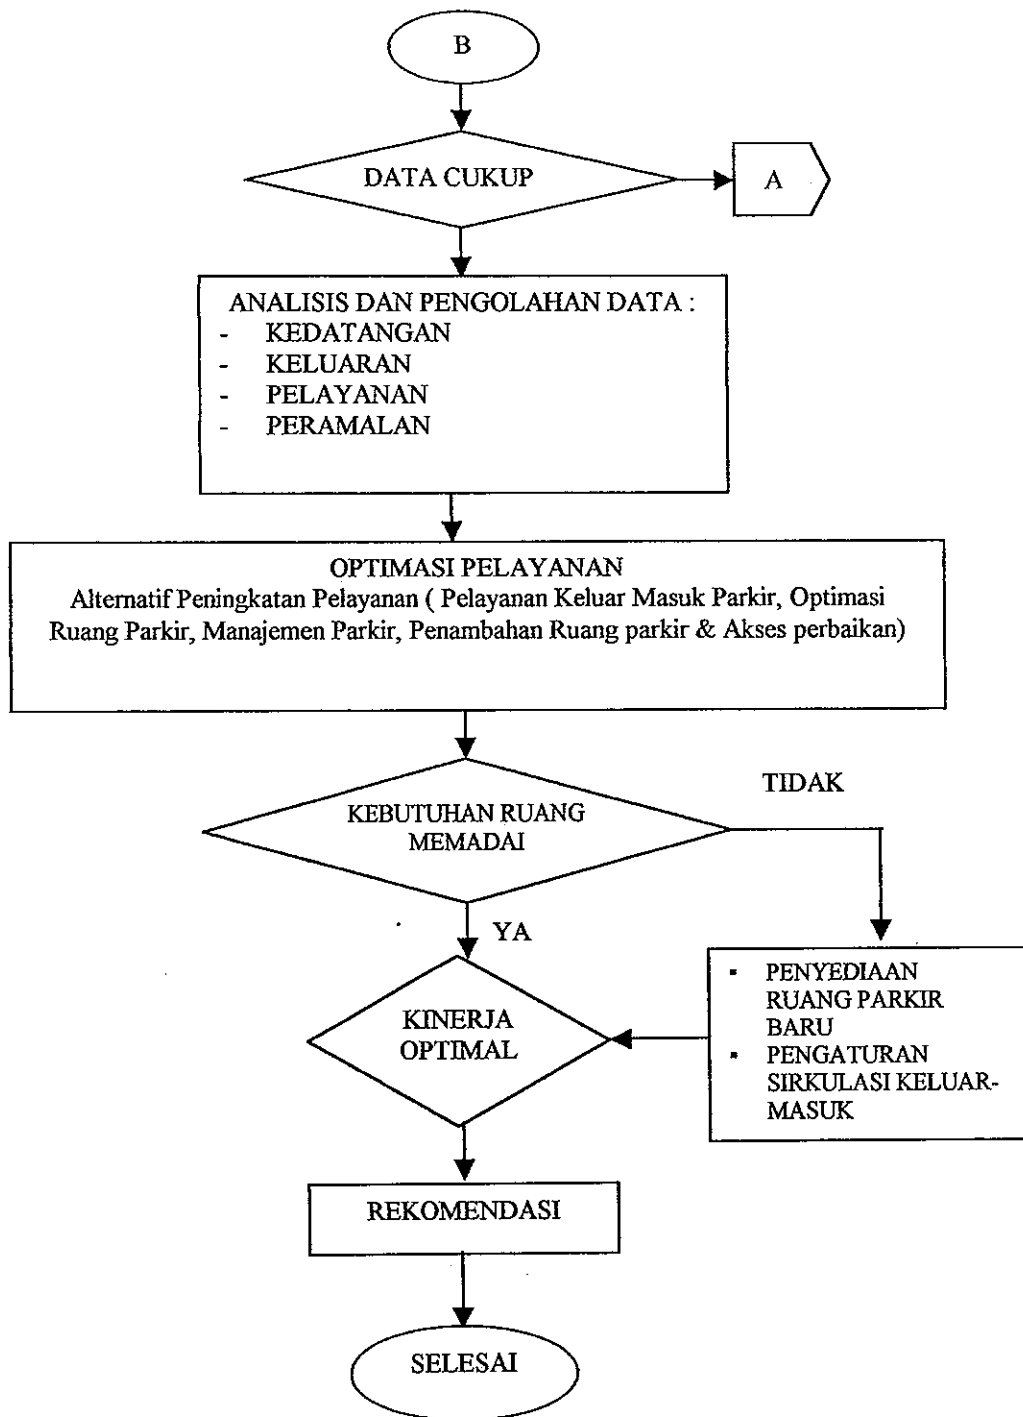 B
DATA CUKUP
A
ANALISIS DAN PENGOLAHAN DATA :
- KEDATANGAN
- KELUARAN
- PELAYANAN
- PERAMALAN
OPTIMASI PELAYANAN
Alternatif Peningkatan Pelayanan ( Pelayanan Keluar Masuk Parkir, Optimasi
Ruang Parkir, Manajemen Parkir, Penambahan Ruang parkir & Akses perbaikan)
TIDAK
KEBUTUHAN RUANG
MEMADAI
YA
▪ PENYEDIAAN
RUANG PARKIR
BARU
▪ PENGATURAN
SIRKULASI KELUAR-
MASUK
KINERJA
OPTIMAL
REKOMENDASI
SELESAI